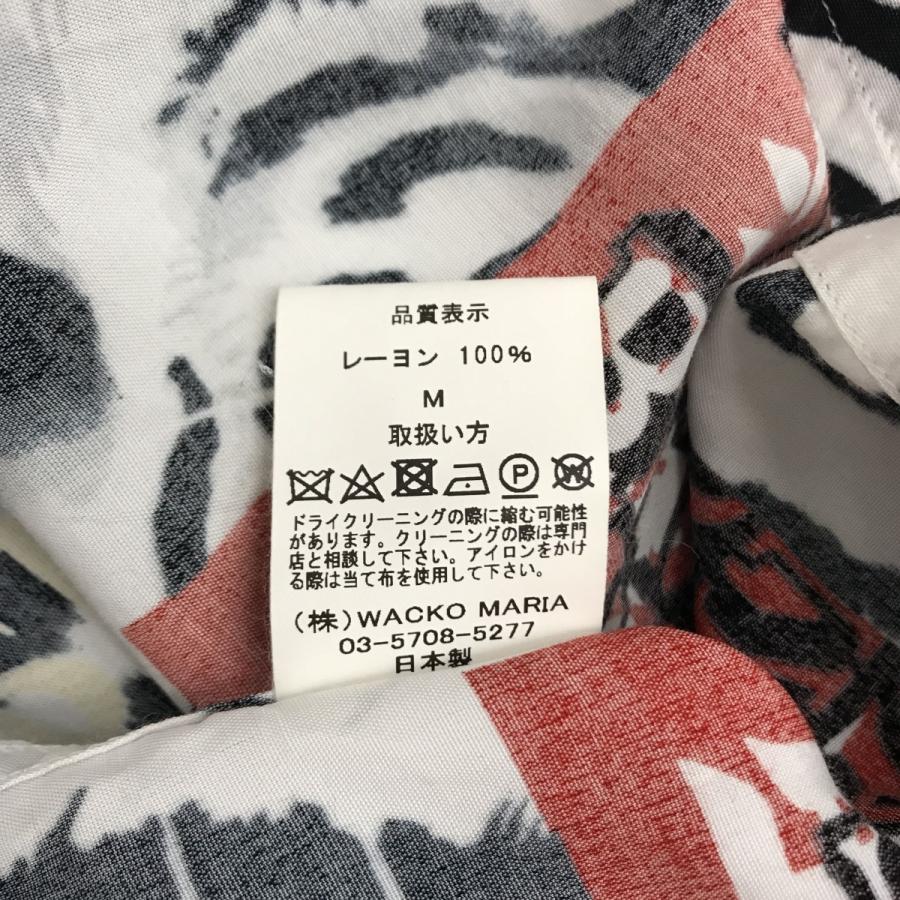 品質表示
レーヨン 100%
M
取扱い方
P W
ドライクリーニングの際に縮む可能性
があります。クリーニングの際は専門
店と相談して下さい。アイロンをかけ
る際は当て布を使用して下さい。
(株)WACKO MARIA
03-5708-5277
日本製